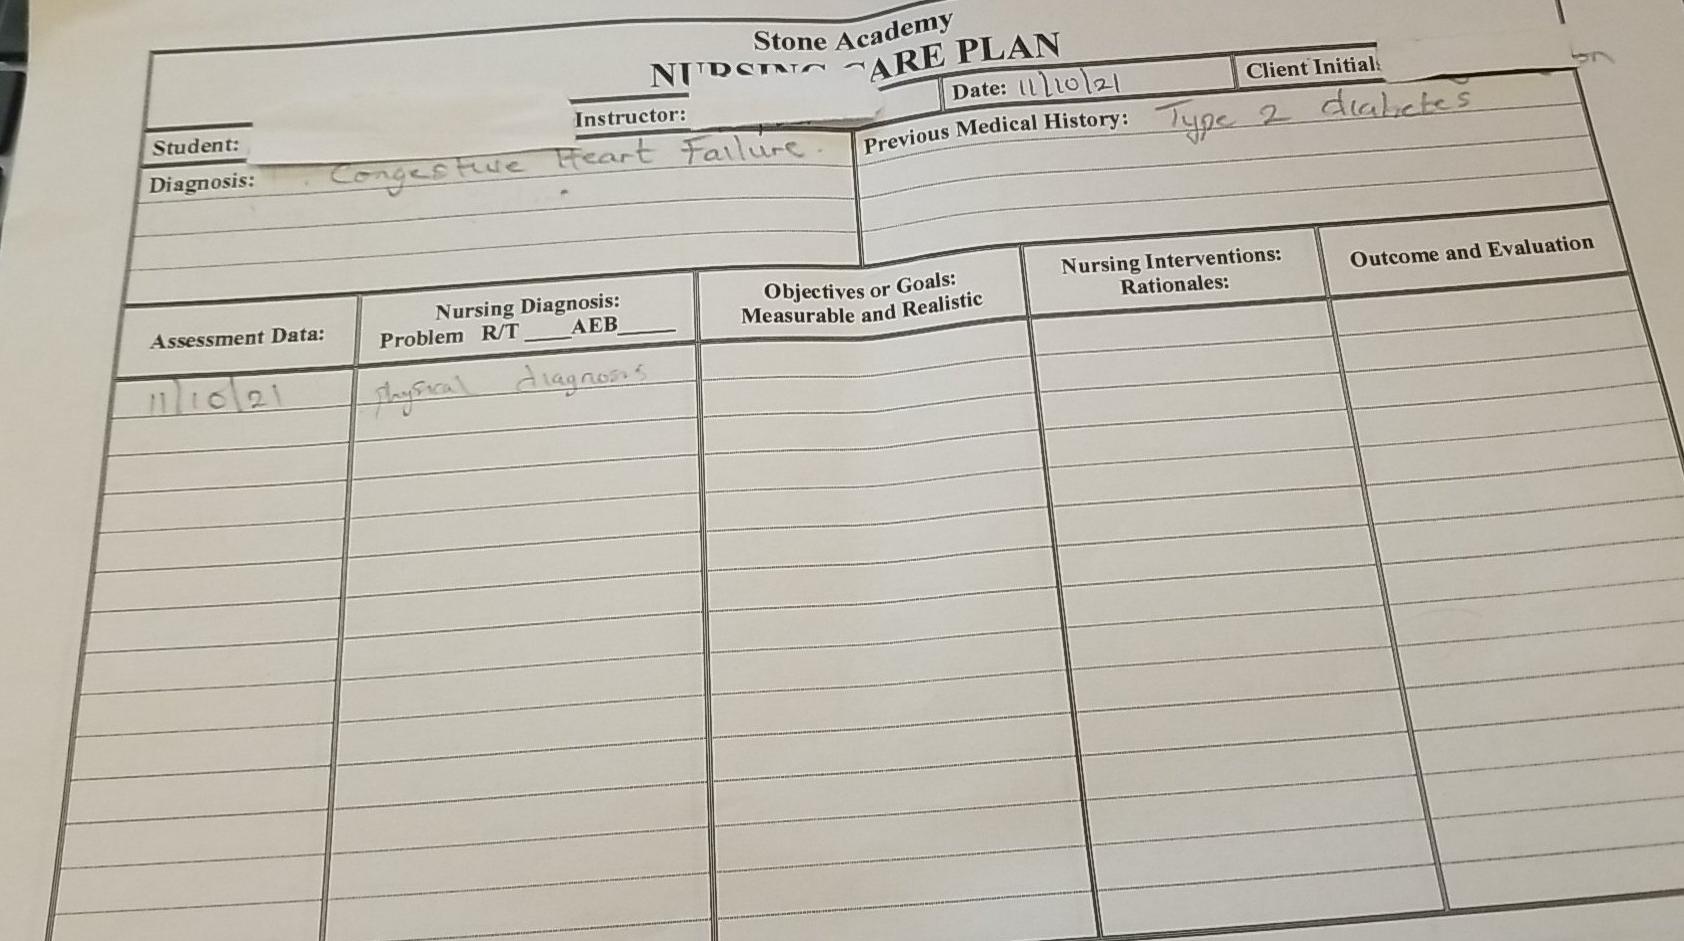 Stone Academy
NURSING CARE PLAN
Date: 11/10/21
Client Initial
Instructor:
Student:
Previous Medical History: Type 2 diabetes
Diagnosis: Congestive Heart Failure.
Assessment Data:
Nursing Diagnosis:
Problem R/T ____AEB_____
Objectives or Goals:
Measurable and Realistic
Nursing Interventions:
Rationales:
Outcome and Evaluation
11/10/21
Physical diagnosis